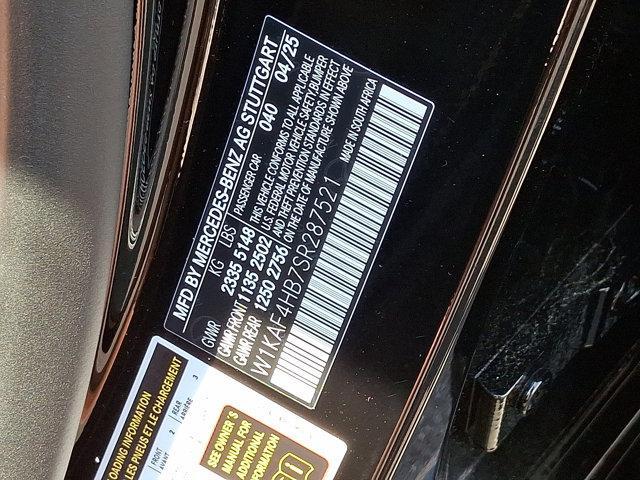 MFD BY MERCEDES-BENZ AG STUTTGART
KG LBS PASSENGER CAR 040 04/25
GVWR 2335 5148
GAWR FRONT 1135 2502
GAWR REAR 1250 2756
THIS VEHICLE CONFORMS TO ALL APPLICABLE
U.S. FEDERAL MOTOR VEHICLE SAFETY,BUMPER
AND THEFT PREVENTION STANDARDS IN EFFECT
ON THE DATE OF MANUFACTURE SHOWN ABOVE
W1KAF4HB7SR287521
MADE IN SOUTH AFRICA
OADING INFORMATION
LES PNEUS ET LE CHARGEMENT
FRONT
AVANT 2
REAR
ARRIÈRE 3
SEE OWNER'S
MANUAL FOR
ADDITIONAL
FORMATION